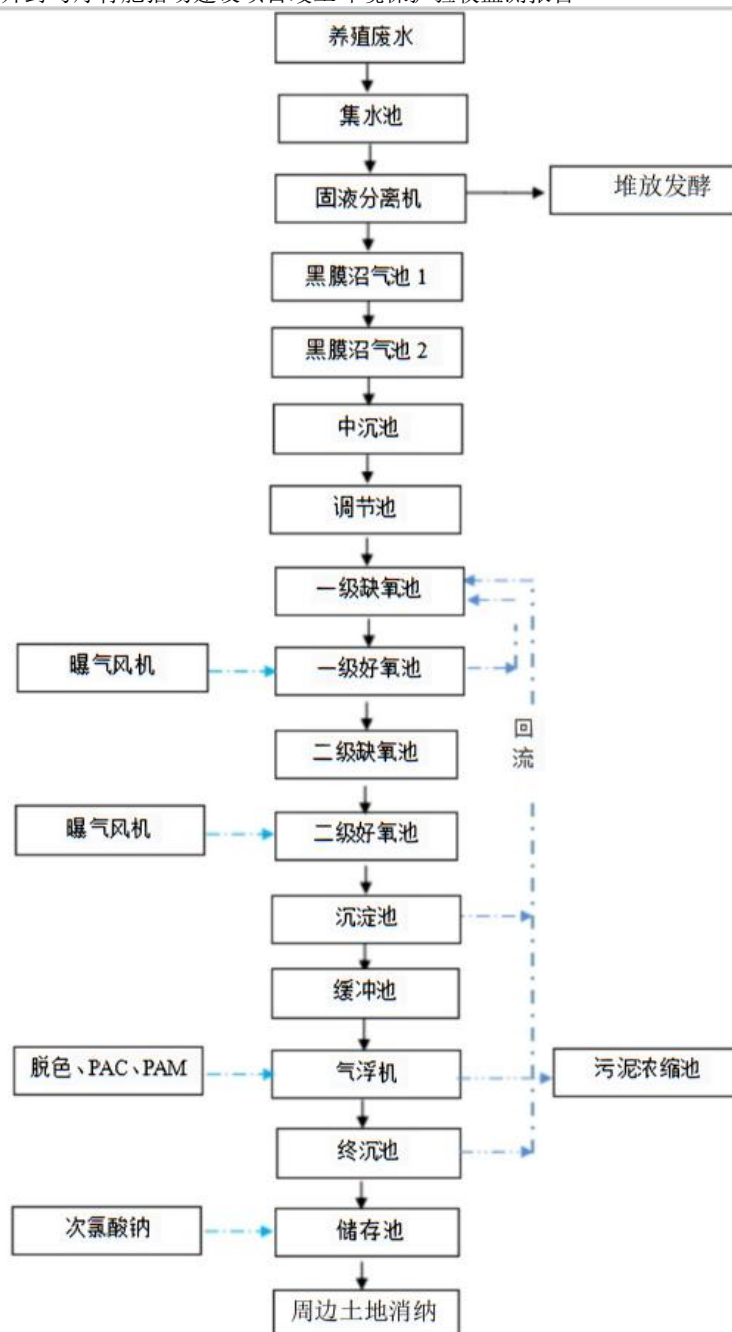 养殖废水
集水池
固液分离机
堆放发酵
黑膜沼气池 1
黑膜沼气池 2
中沉池
调节池
一级缺氧池
曝气风机
一级好氧池
回流
二级缺氧池
曝气风机
二级好氧池
沉淀池
缓冲池
脱色、PAC、PAM
气浮机
污泥浓缩池
终沉池
次氯酸钠
储存池
周边土地消纳